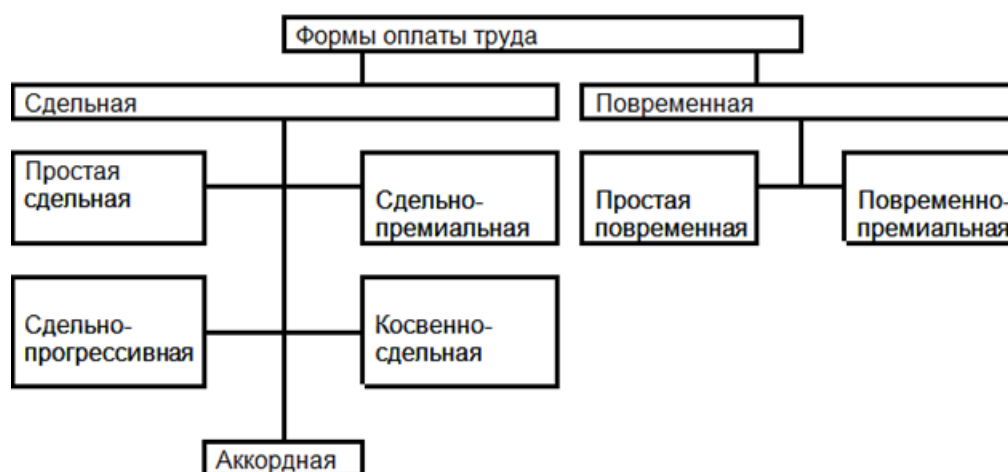 Формы оплаты труда
Сдельная
Повременная
Простая
сдельная
Сдельно-
премиальная
Простая
повременная
Повременно-
премиальная
Сдельно-
прогрессивная
Косвенно-
сдельная
Аккордная